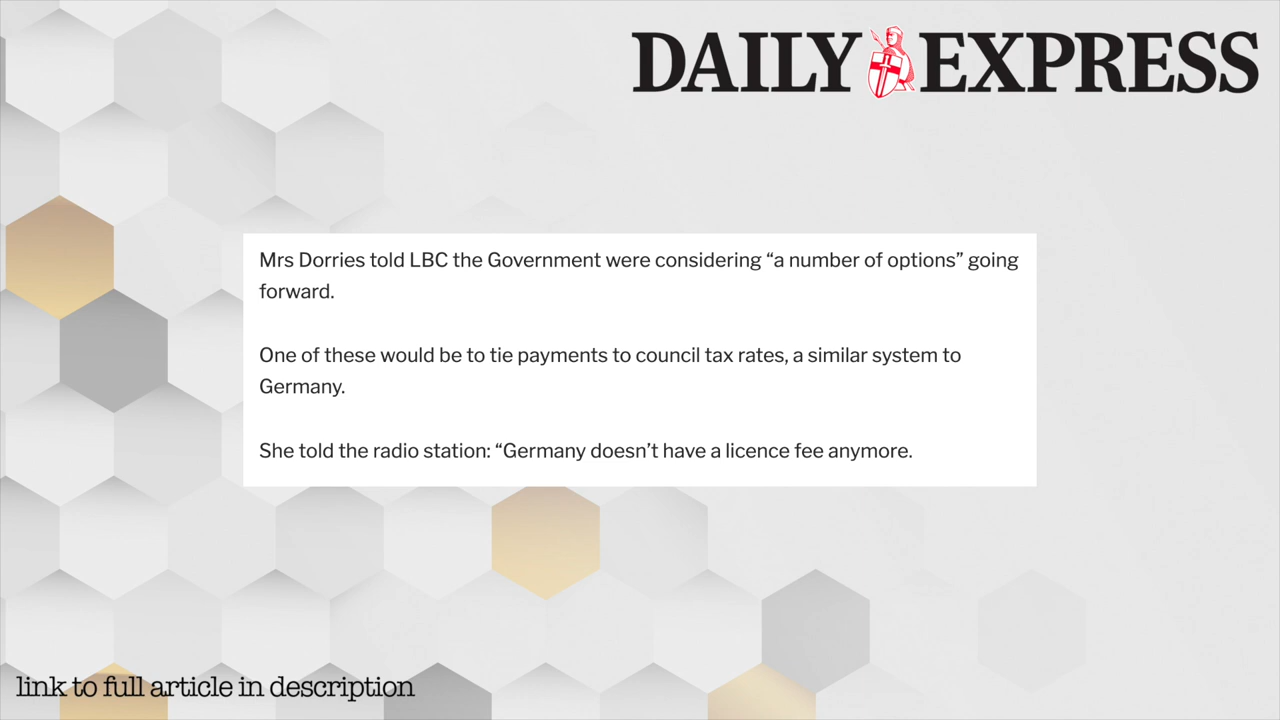 DAILY EXPRESS
Mrs Dorries told LBC the Government were considering “a number of options” going
forward.
One of these would be to tie payments to council tax rates, a similar system to
Germany.
She told the radio station: “Germany doesn’t have a licence fee anymore.
link to full article in description